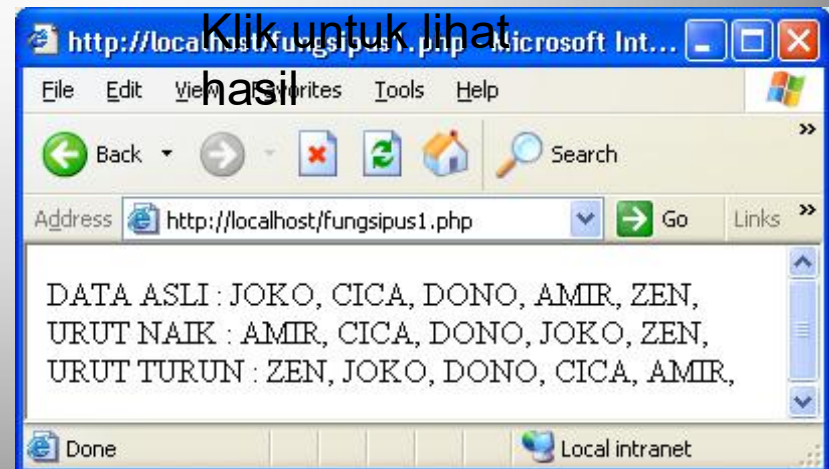 Klik untuk lihat
hasil
http://localhost/fungsipus1.php - Microsoft Int...
File Edit View Favorites Tools Help
Back Search »
Address http://localhost/fungsipus1.php Go Links »
DATA ASLI : JOKO, CICA, DONO, AMIR, ZEN,
URUT NAIK : AMIR, CICA, DONO, JOKO, ZEN,
URUT TURUN : ZEN, JOKO, DONO, CICA, AMIR,
Done Local intranet